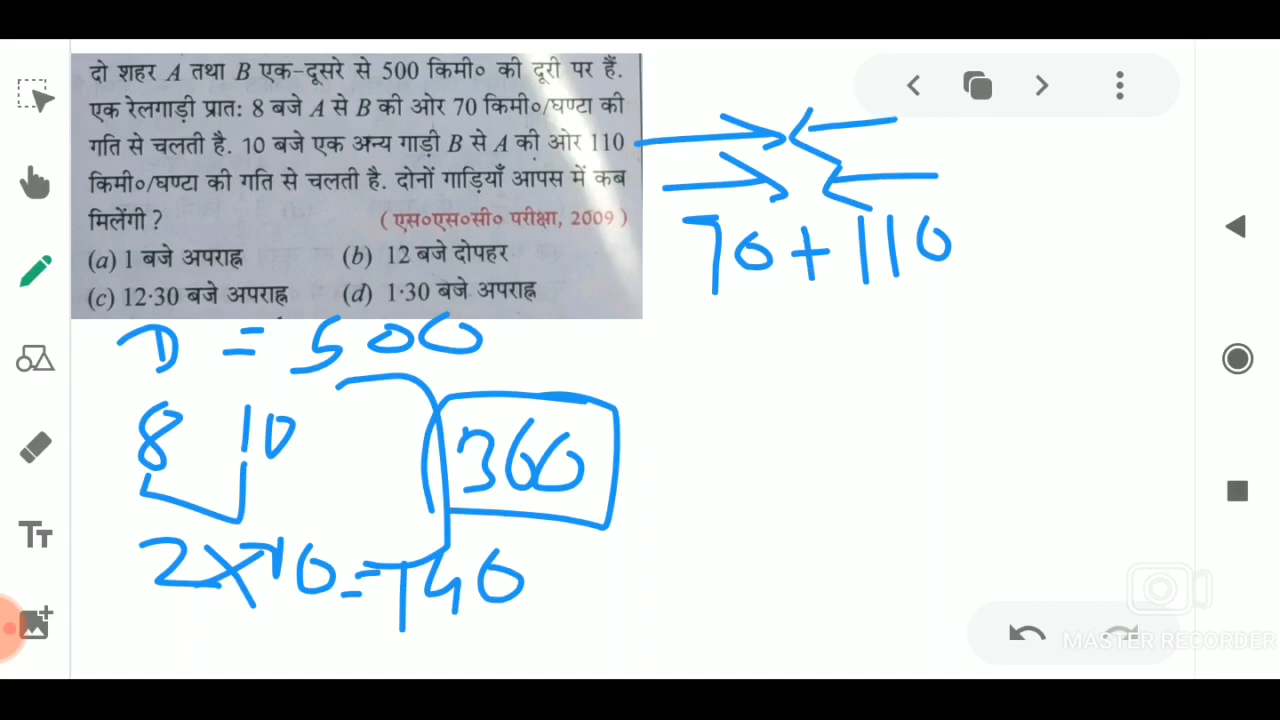 दो शहर A तथा B एक-दूसरे से 500 किमी० की दूरी पर हैं.
एक रेलगाड़ी प्रात: 8 बजे A से B की ओर 70 किमी०/घण्टा की
गति से चलती है. 10 बजे एक अन्य गाड़ी B से A की ओर 110
किमी०/घण्टा की गति से चलती है. दोनों गाड़ियाँ आपस में कब
मिलेंगी ?
( एस०एस०सी० परीक्षा, 2009 )
(a) 1 बजे अपराह्न
(b) 12 बजे दोपहर
(c) 12·30 बजे अपराह्न
(d) 1·30 बजे अपराह्न
70+110
D = 500
8 10
360
2×70=140
TT
MASTER RECORDER